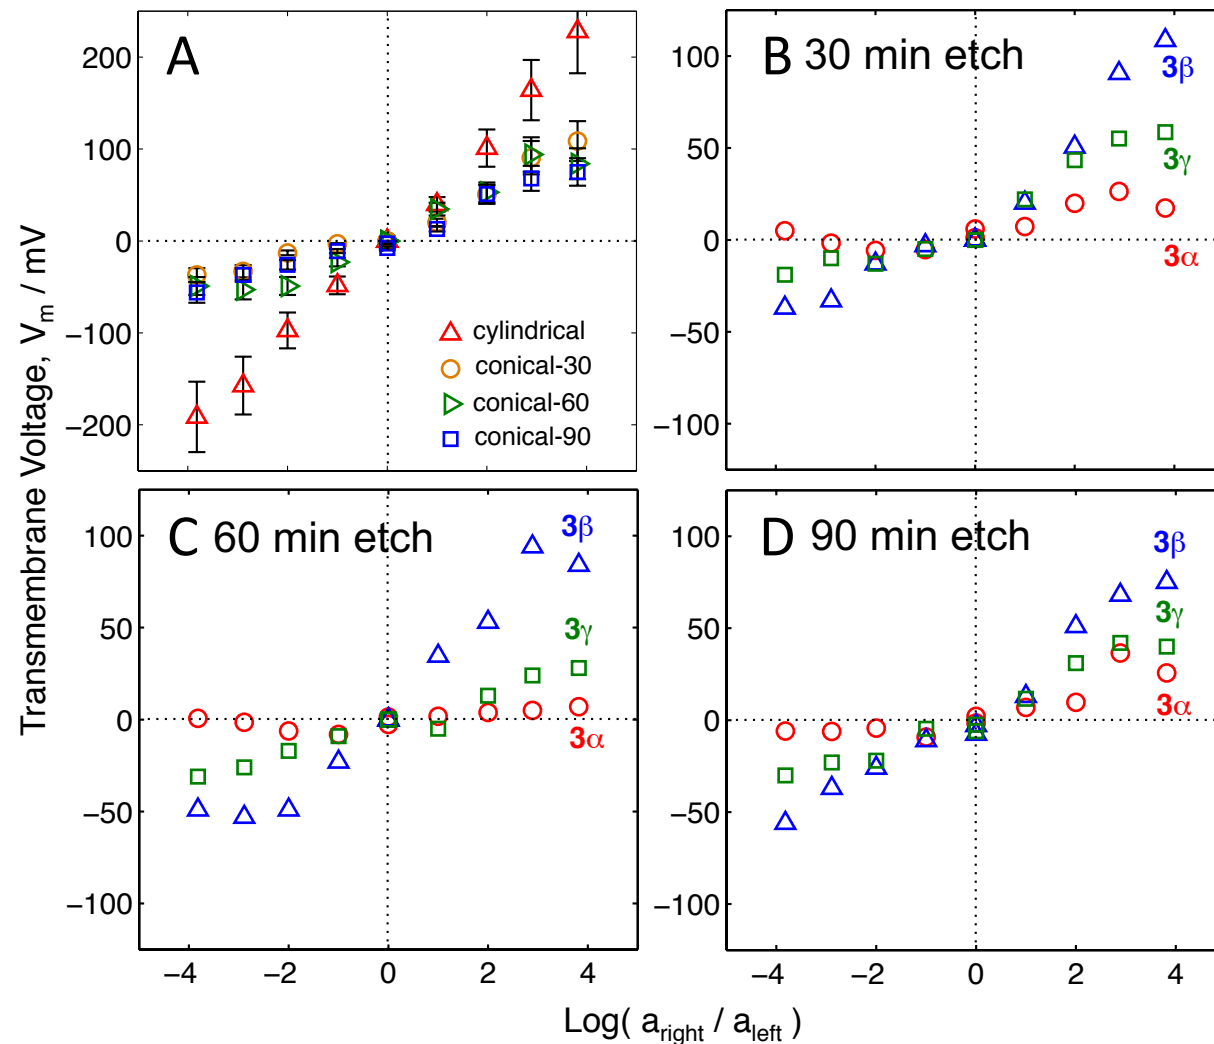 Transmembrane Voltage, Vm / mV
A
200
100
0
−100
−200
cylindrical
conical-30
conical-60
conical-90
B 30 min etch
100
50
0
−50
−100
3β
3γ
3α
C 60 min etch
100
50
0
−50
−100
3β
3γ
3α
−4 −2 0 2 4
D 90 min etch
100
50
0
−50
−100
3β
3γ
3α
−4 −2 0 2 4
Log( aright / aleft )